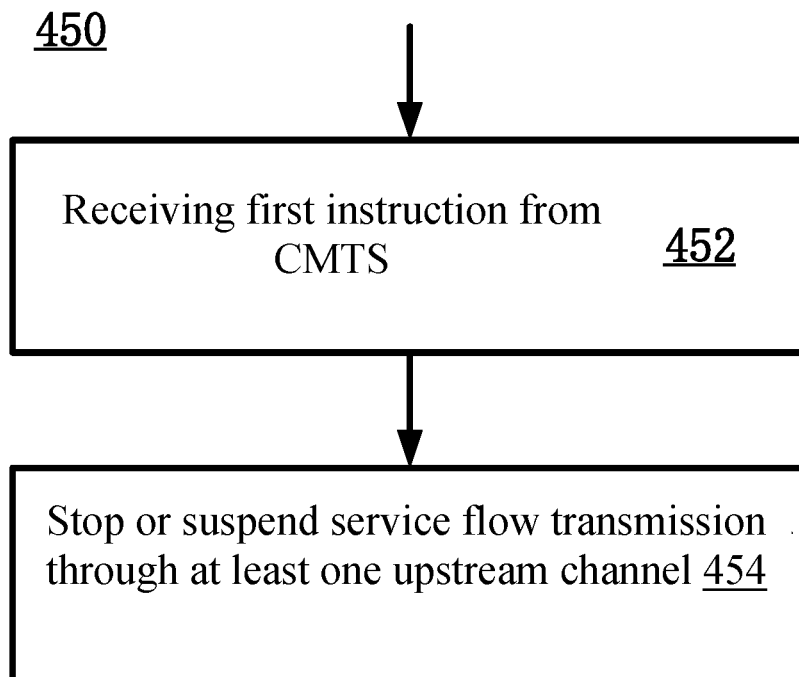 450
Receiving first instruction from
CMTS
452
Stop or suspend service flow transmission
through at least one upstream channel 454